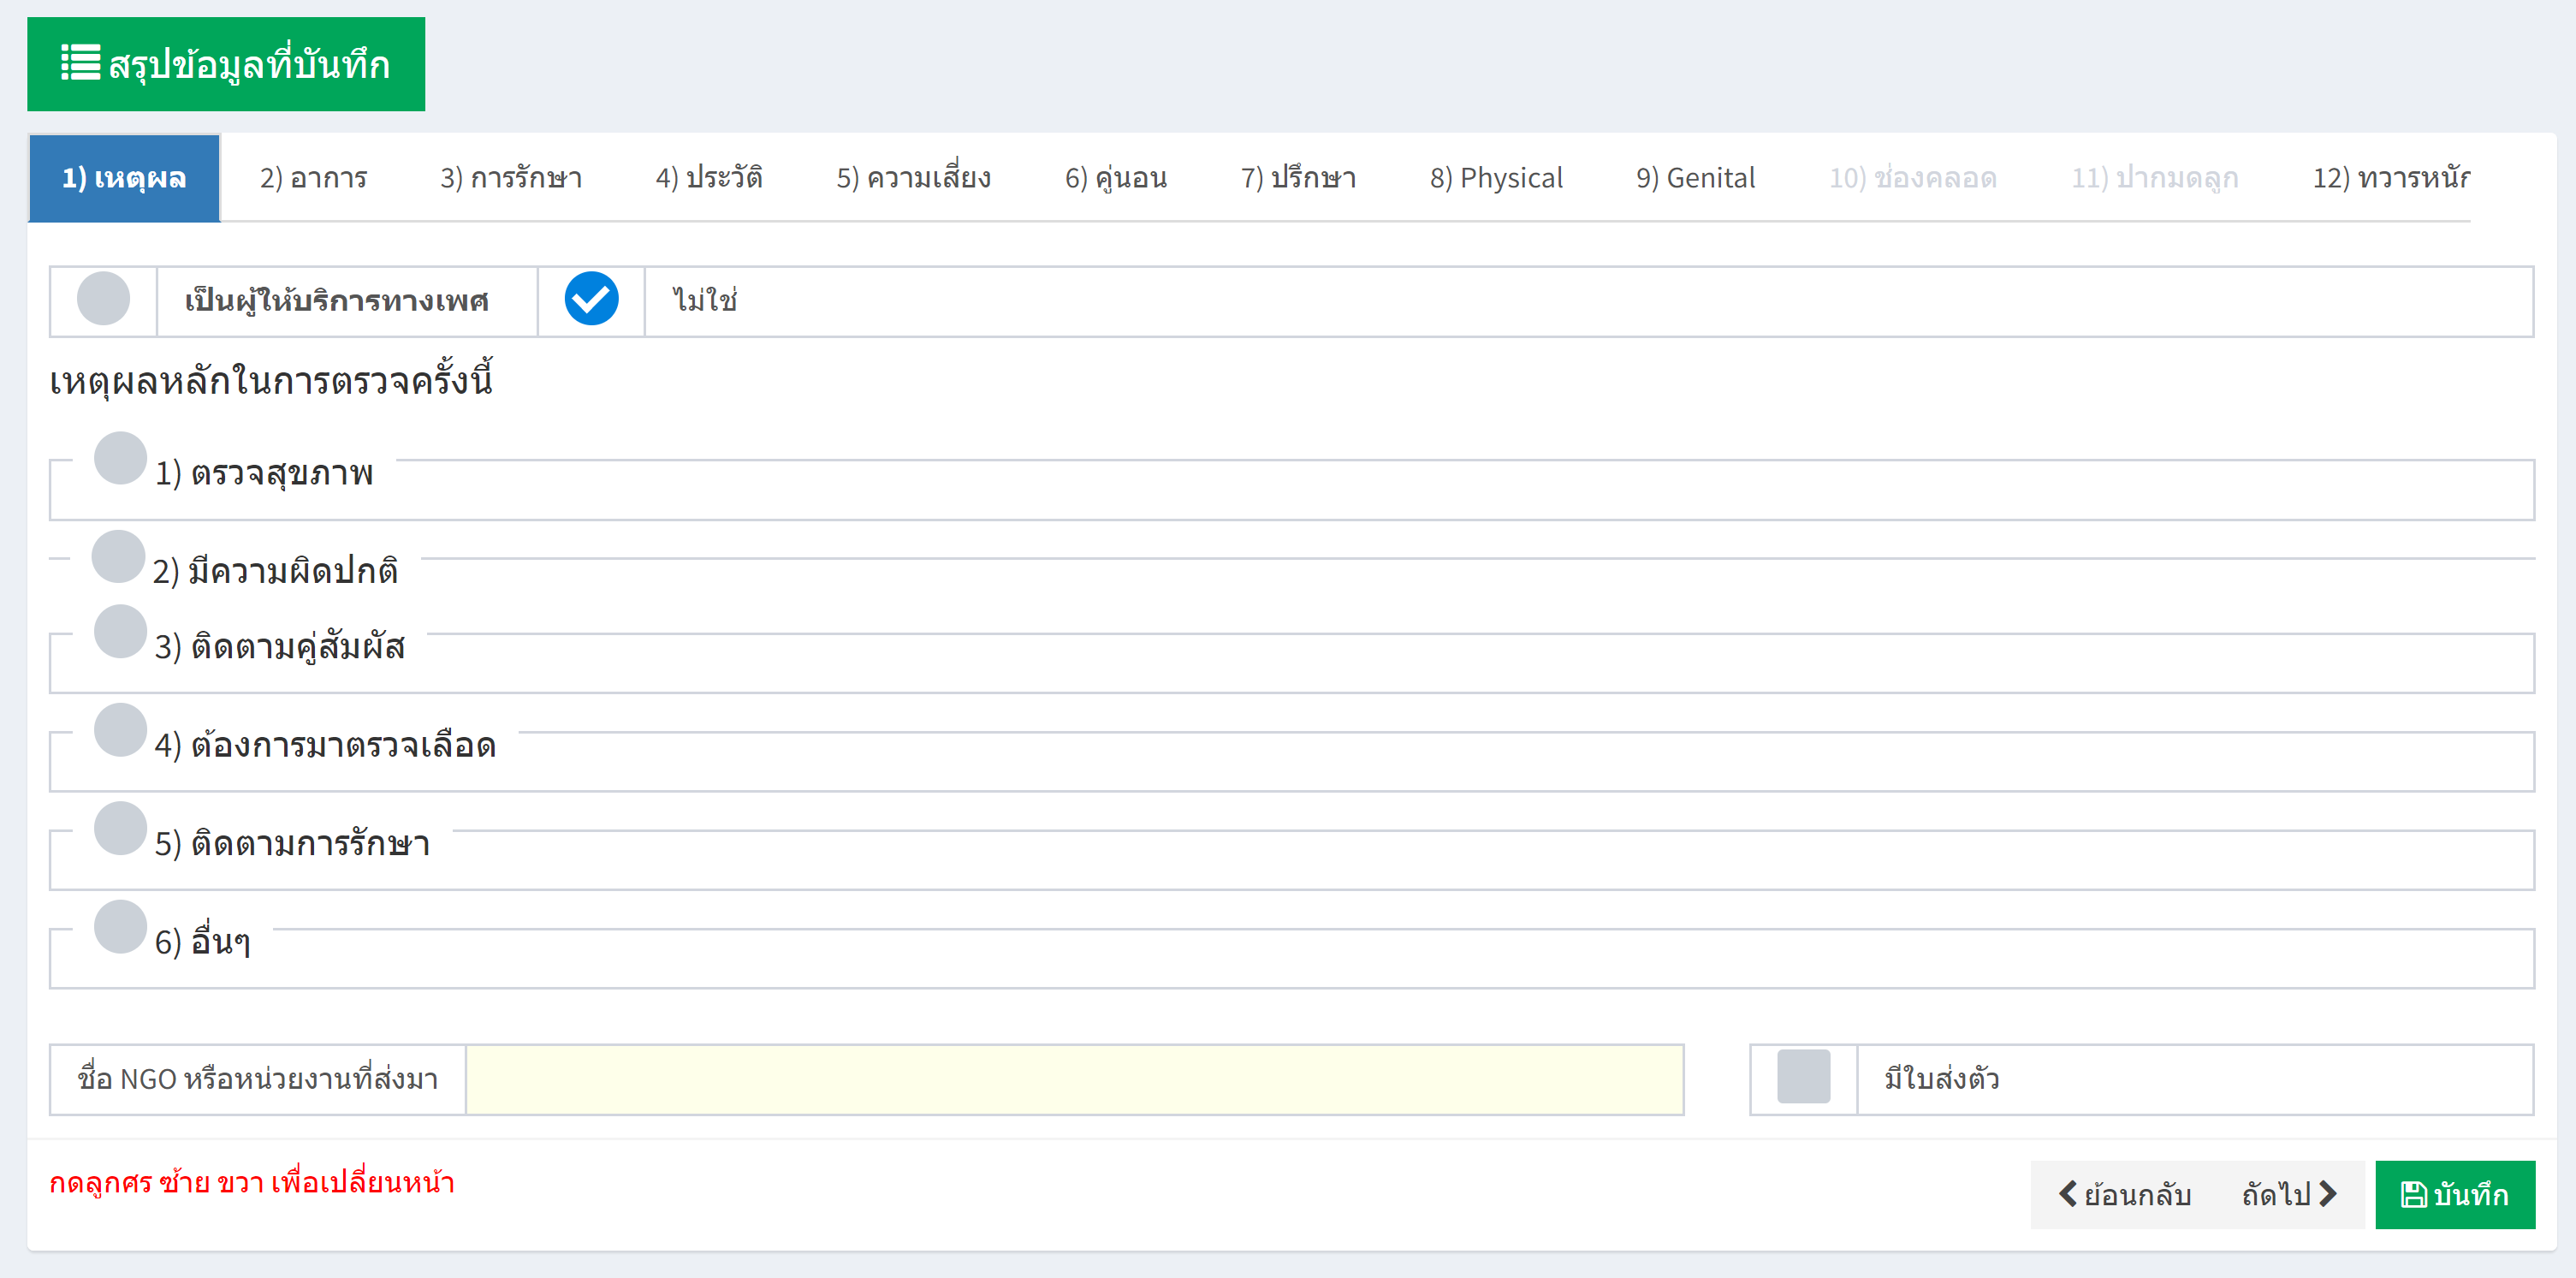 สรุปข้อมูลที่บันทึก
1) เหตุผล 2) อาการ 3) การรักษา 4) ประวัติ 5) ความเสี่ยง 6) คู่นอน 7) ปรึกษา 8) Physical 9) Genital 10) ช่องคลอด 11) ปากมดลูก 12) ทวารหนัก
เป็นผู้ให้บริการทางเพศ ไม่ใช่
เหตุผลหลักในการตรวจครั้งนี้
1) ตรวจสุขภาพ
2) มีความผิดปกติ
3) ติดตามคู่สัมผัส
4) ต้องการมาตรวจเลือด
5) ติดตามการรักษา
6) อื่นๆ
ชื่อ NGO หรือหน่วยงานที่ส่งมา มีใบส่งตัว
กดลูกศร ซ้าย ขวา เพื่อเปลี่ยนหน้า ย้อนกลับ ถัดไป บันทึก